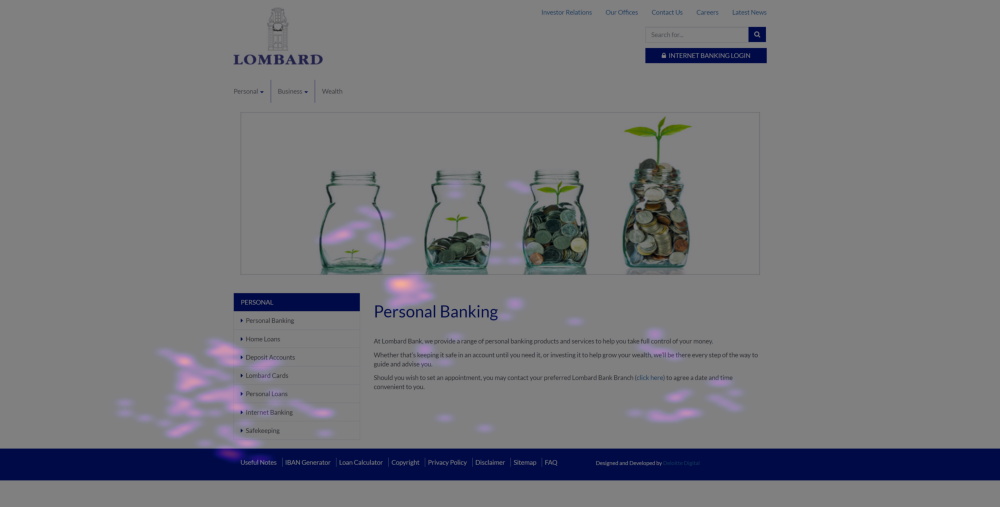 Investor Relations Our Offices Contact Us Careers Latest News
Search for...
LOMBARD
INTERNET BANKING LOGIN
Personal Business Wealth
PERSONAL
Personal Banking
Home Loans
Deposit Accounts
Lombard Cards
Personal Loans
Internet Banking
Safekeeping
Personal Banking
At Lombard Bank, we provide a range of personal banking products and services to help you take full control of your money.
Whether that's keeping it safe in an account until you need it, or investing it to help grow your wealth, we'll be there every step of the way to
guide and advise you.
Should you wish to set an appointment, you may contact your preferred Lombard Bank Branch (click here) to agree a date and time
convenient to you.
Useful Notes IBAN Generator Loan Calculator Copyright Privacy Policy Disclaimer Sitemap FAQ Designed and Developed by Deloitte Digital